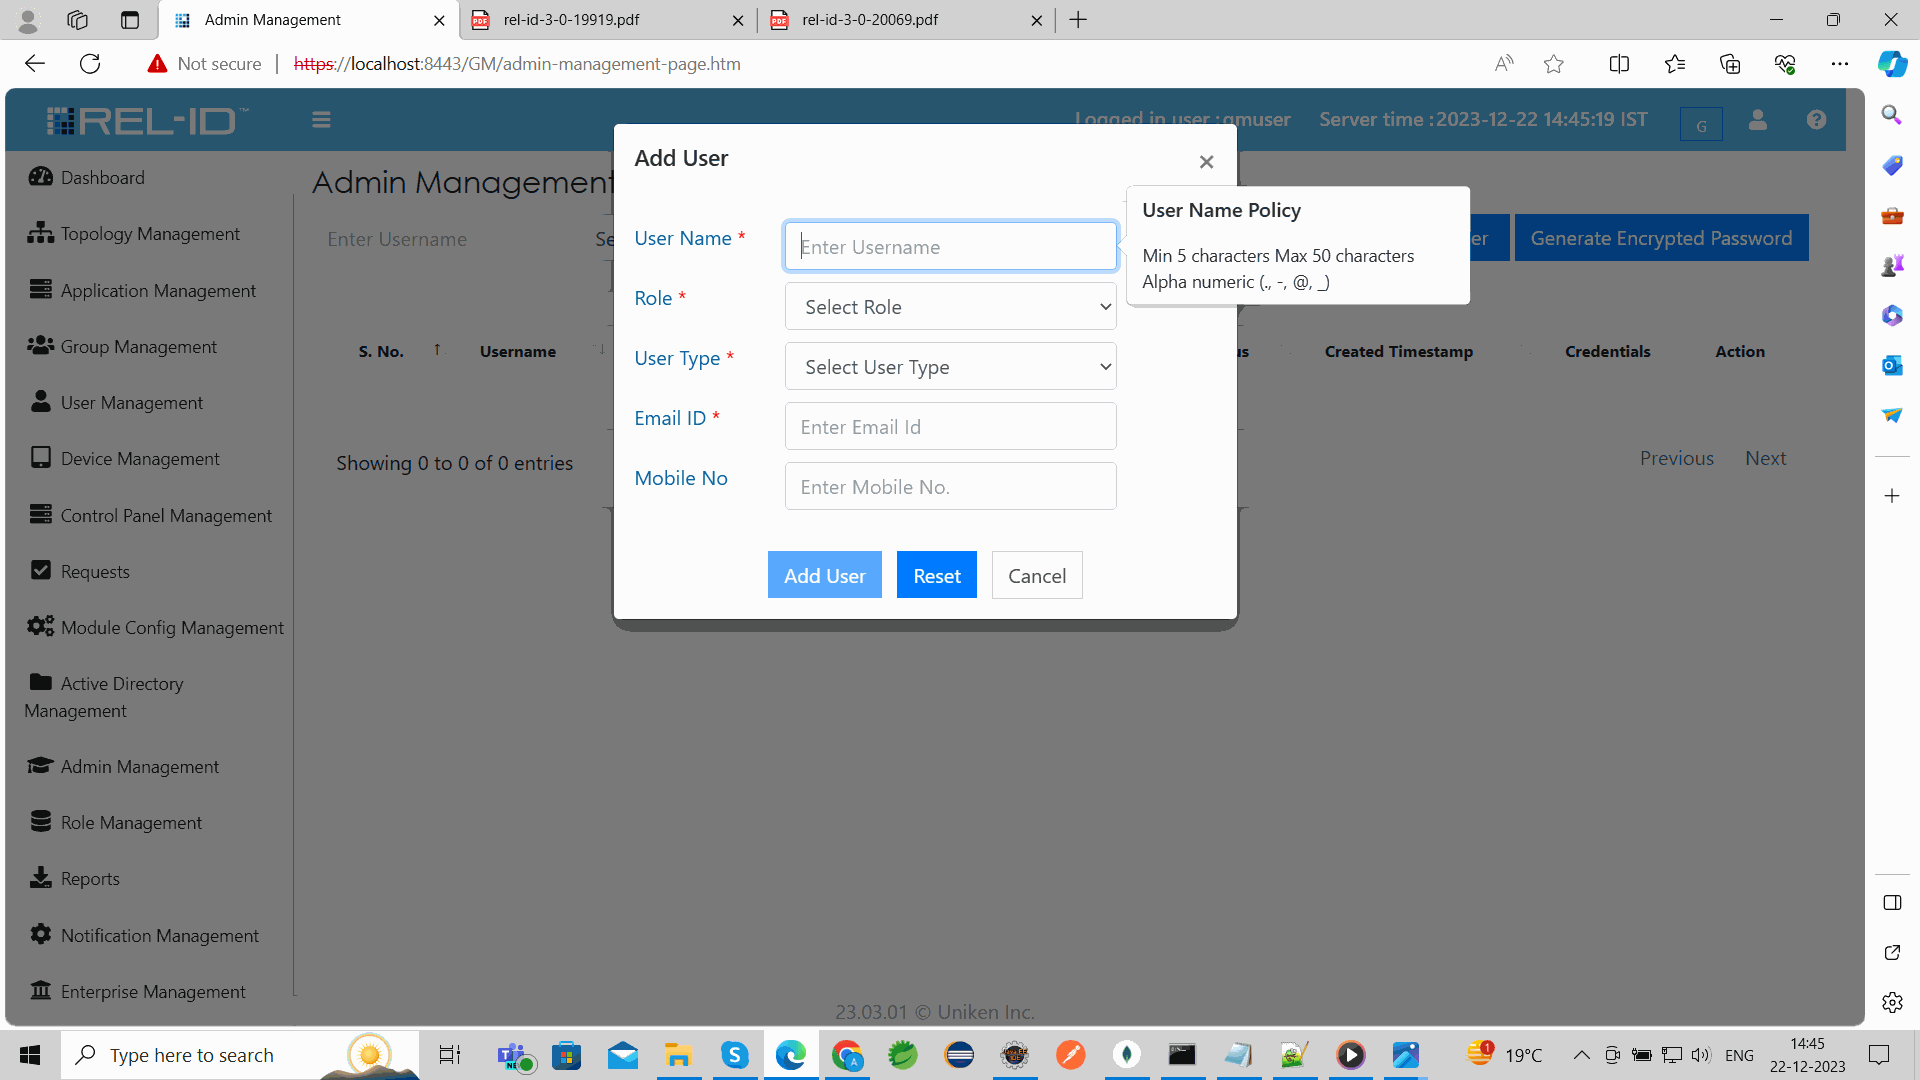 Admin Management
rel-id-3-0-19919.pdf
rel-id-3-0-20069.pdf
Not secure
https://localhost:8443/GM/admin-management-page.htm
REL-ID™
Logged in user :gmuser
Server time :2023-12-22 14:45:19 IST
G
Dashboard
Topology Management
Application Management
Group Management
User Management
Device Management
Control Panel Management
Requests
Module Config Management
Active Directory
Management
Admin Management
Role Management
Reports
Notification Management
Enterprise Management
Admin Management
Enter Username
Se
er
Generate Encrypted Password
S. No.
Username
us
Created Timestamp
Credentials
Action
Showing 0 to 0 of 0 entries
Previous
Next
Add User
User Name *
Enter Username
User Name Policy
Min 5 characters Max 50 characters
Alpha numeric (., -, @, _)
Role *
Select Role
User Type *
Select User Type
Email ID *
Enter Email Id
Mobile No
Enter Mobile No.
Add User
Reset
Cancel
23.03.01 © Uniken Inc.
Type here to search
NEW
1
19°C
ENG
14:45
22-12-2023